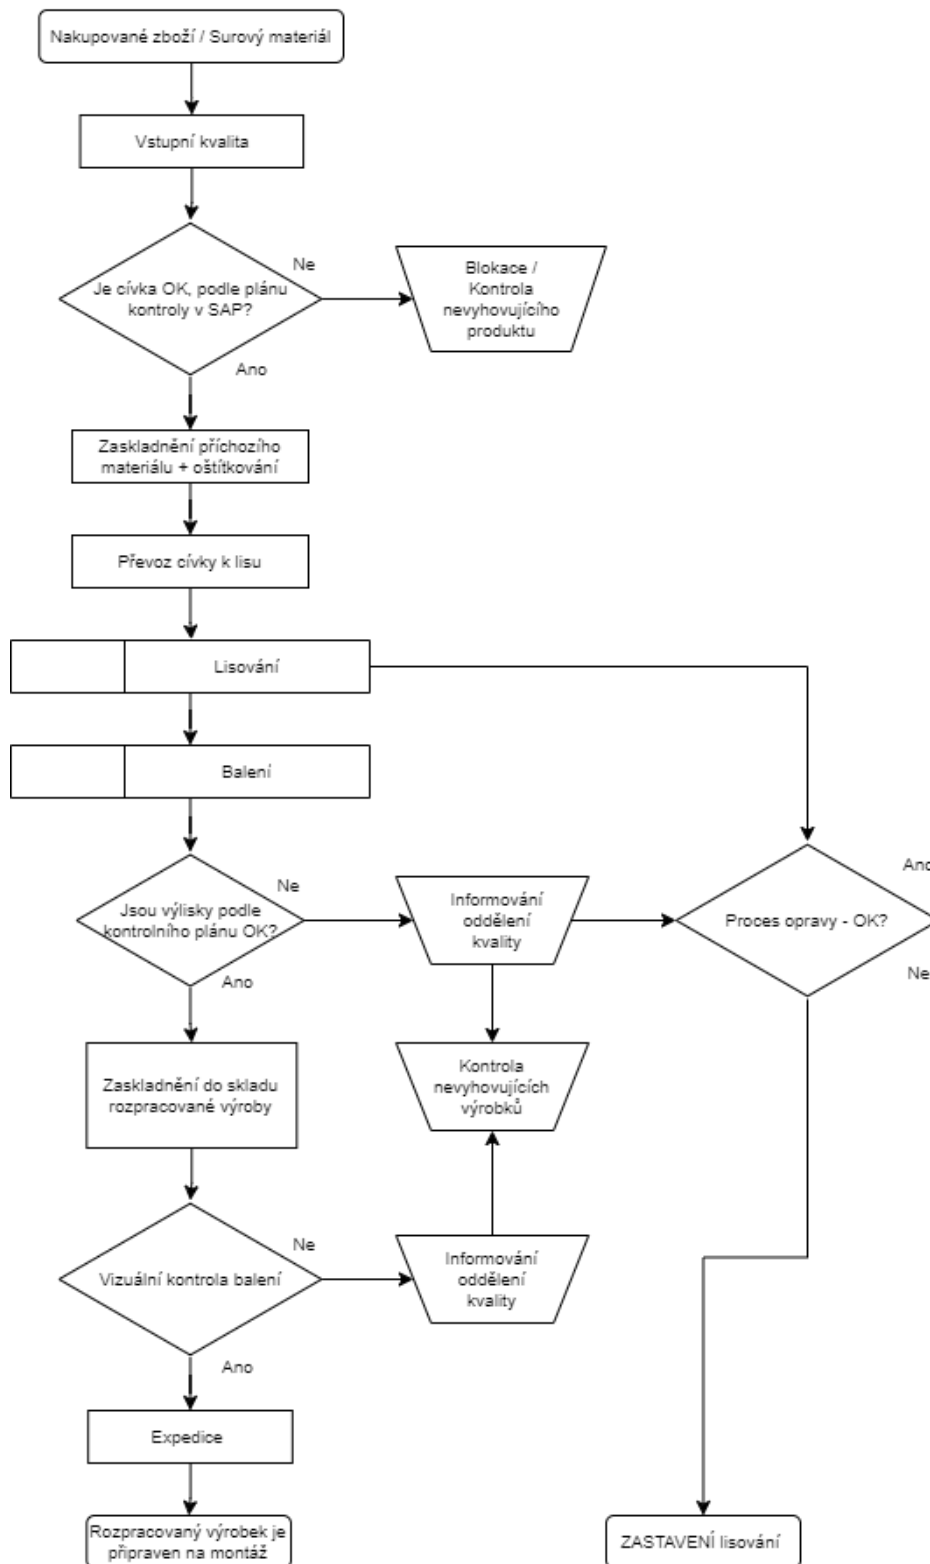 Nakupované zboží / Surový materiál
Vstupní kvalita
Ne
Je cívka OK, podle plánu
kontroly v SAP?
Blokace /
Kontrola
nevyhovujícího
produktu
Ano
Zaskladnění příchozího
materiálu + oštítkování
Převoz cívky k lisu
Lisování
Balení
Ne
Jsou výlisky podle
kontrolního plánu OK?
Informování
oddělení
kvality
Ano
Proces opravy - OK?
Ne
Ano
Zaskladnění do skladu
rozpracované výroby
Kontrola
nevyhovujících
výrobků
Ne
Vizuální kontrola balení
Informování
oddělení
kvality
Ano
Expedice
Rozpracovaný výrobek je
připraven na montáž
ZASTAVENÍ lisování